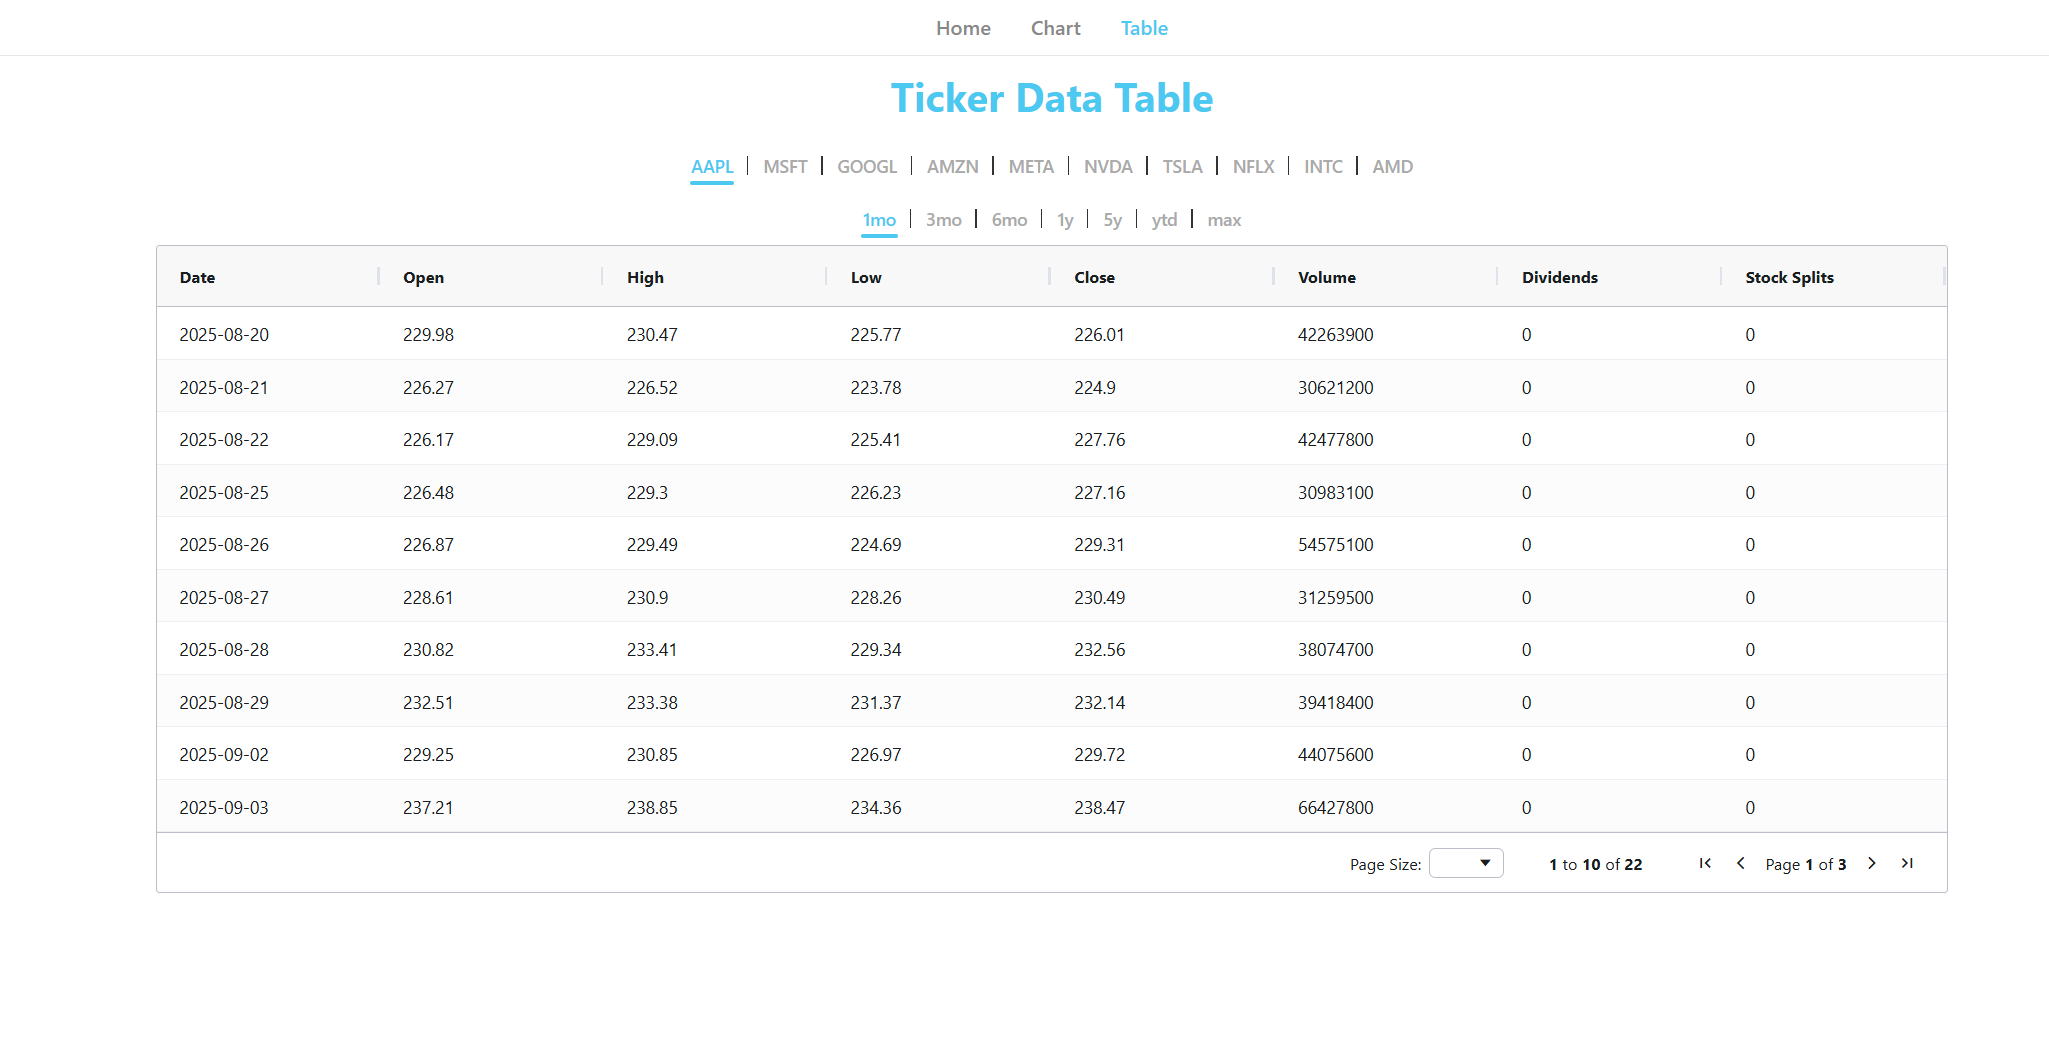 Home Chart Table
Ticker Data Table
AAPL | MSFT | GOOGL | AMZN | META | NVDA | TSLA | NFLX | INTC | AMD
1mo | 3mo | 6mo | 1y | 5y | ytd | max
Date Open High Low Close Volume Dividends Stock Splits
2025-08-20 229.98 230.47 225.77 226.01 42263900 0 0
2025-08-21 226.27 226.52 223.78 224.9 30621200 0 0
2025-08-22 226.17 229.09 225.41 227.76 42477800 0 0
2025-08-25 226.48 229.3 226.23 227.16 30983100 0 0
2025-08-26 226.87 229.49 224.69 229.31 54575100 0 0
2025-08-27 228.61 230.9 228.26 230.49 31259500 0 0
2025-08-28 230.82 233.41 229.34 232.56 38074700 0 0
2025-08-29 232.51 233.38 231.37 232.14 39418400 0 0
2025-09-02 229.25 230.85 226.97 229.72 44075600 0 0
2025-09-03 237.21 238.85 234.36 238.47 66427800 0 0
Page Size: 1 to 10 of 22 Page 1 of 3